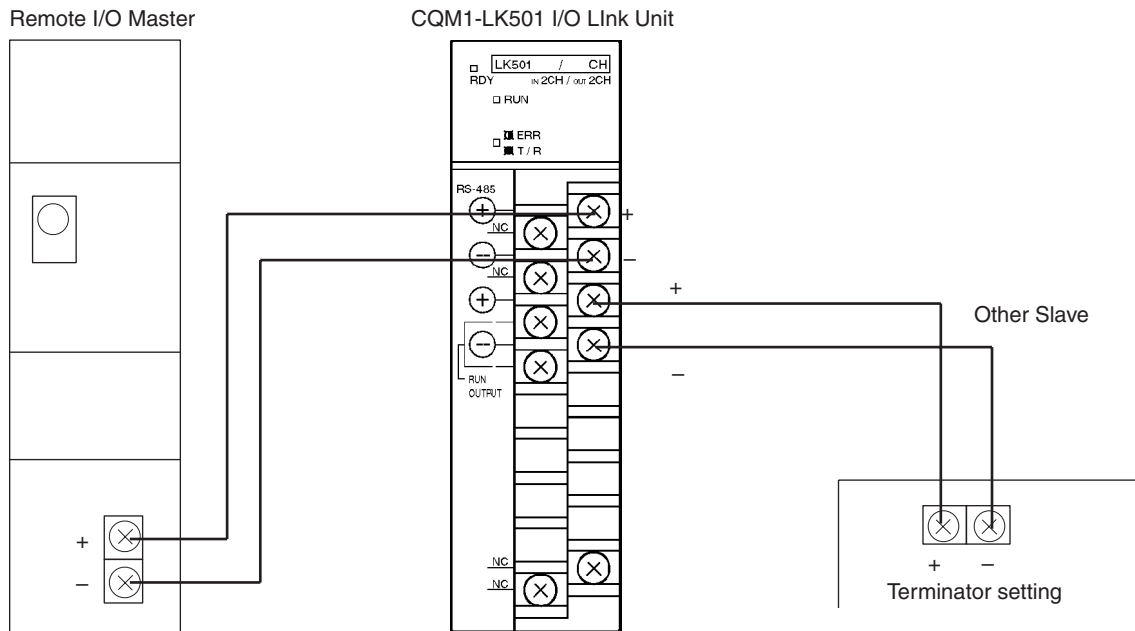 Remote I/O Master
CQM1-LK501 I/O LInk Unit
LK501 / CH
RDY IN 2CH / OUT 2CH
RUN
ERR
T / R
RS-485
+
NC
−
NC
+
−
RUN
OUTPUT
NC
NC
+
−
+
−
Other Slave
+
−
+ −
Terminator setting